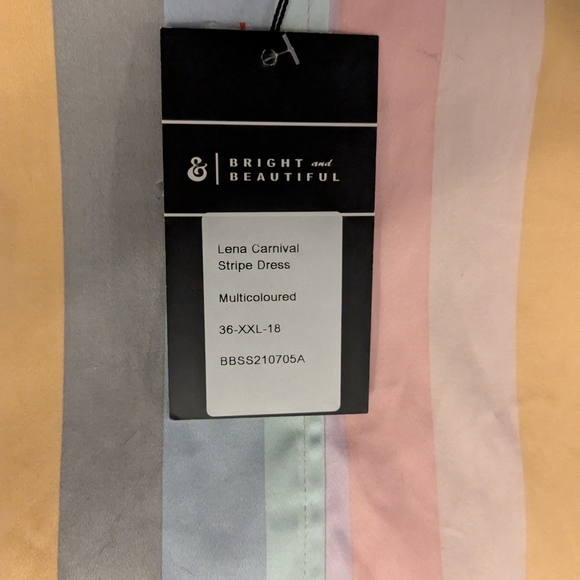 & | BRIGHT and
BEAUTIFUL
Lena Carnival
Stripe Dress
Multicoloured
36-XXL-18
BBSS210705A